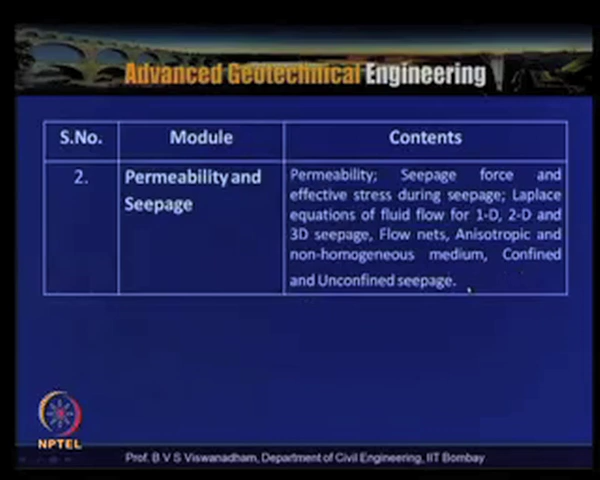 Advanced Geotechnical Engineering
S.No. Module Contents
2. Permeability and Seepage
Permeability; Seepage force and
effective stress during seepage; Laplace
equations of fluid flow for 1-D, 2-D and
3D seepage, Flow nets, Anisotropic and
non-homogeneous medium, Confined
and Unconfined seepage.
NPTEL
Prof. B V S Viswanadham, Department of Civil Engineering, IIT Bombay